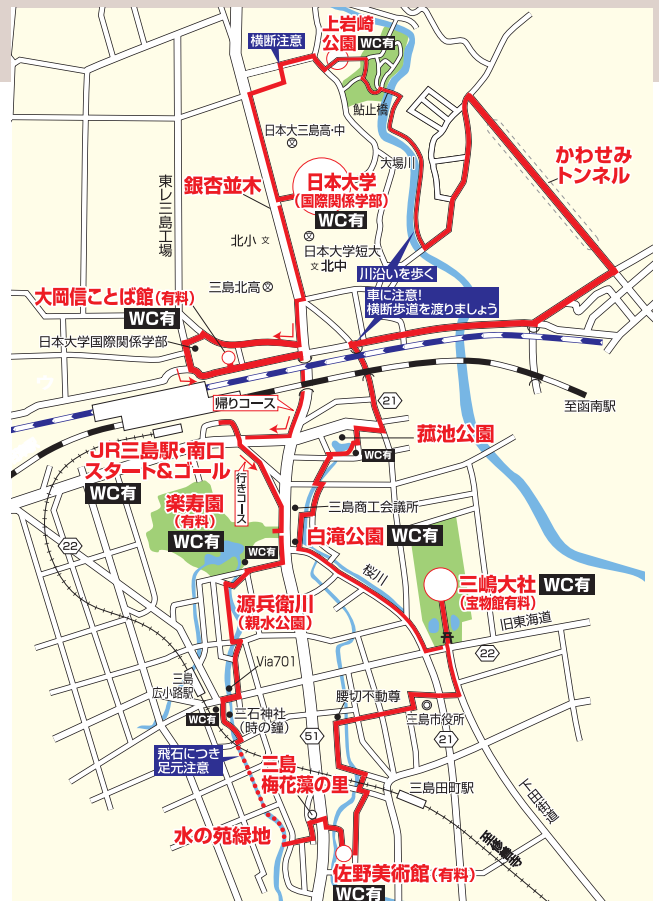 上岩崎
公園
WC有
横断注意
鮎止橋
日本大三島高・中
大場川
かわせみ
トンネル
銀杏並木
東レ三島工場
日本大学
(国際関係学部)
WC有
北小
日本大学短大
北中
川沿いを歩く
三島北高
車に注意!
横断歩道を渡りましょう
大岡信ことば館(有料)
WC有
日本大学国際関係学部
帰りコース
21
至函南駅
菰池公園
WC有
JR三島駅・南口
スタート&ゴール
WC有
行きコース
楽寿園
(有料)
WC有
WC有
三島商工会議所
白滝公園
WC有
22
桜川
三嶋大社
WC有
(宝物館有料)
旧東海道
源兵衛川
(親水公園)
22
Via701
三島
広小路駅
WC有
三石神社
(時の鐘)
腰切不動尊
三島市役所
51
21
飛石につき
足元注意
三島
梅花藻の里
三島田町駅
下田街道
至修善寺
水の苑緑地
佐野美術館(有料)
WC有